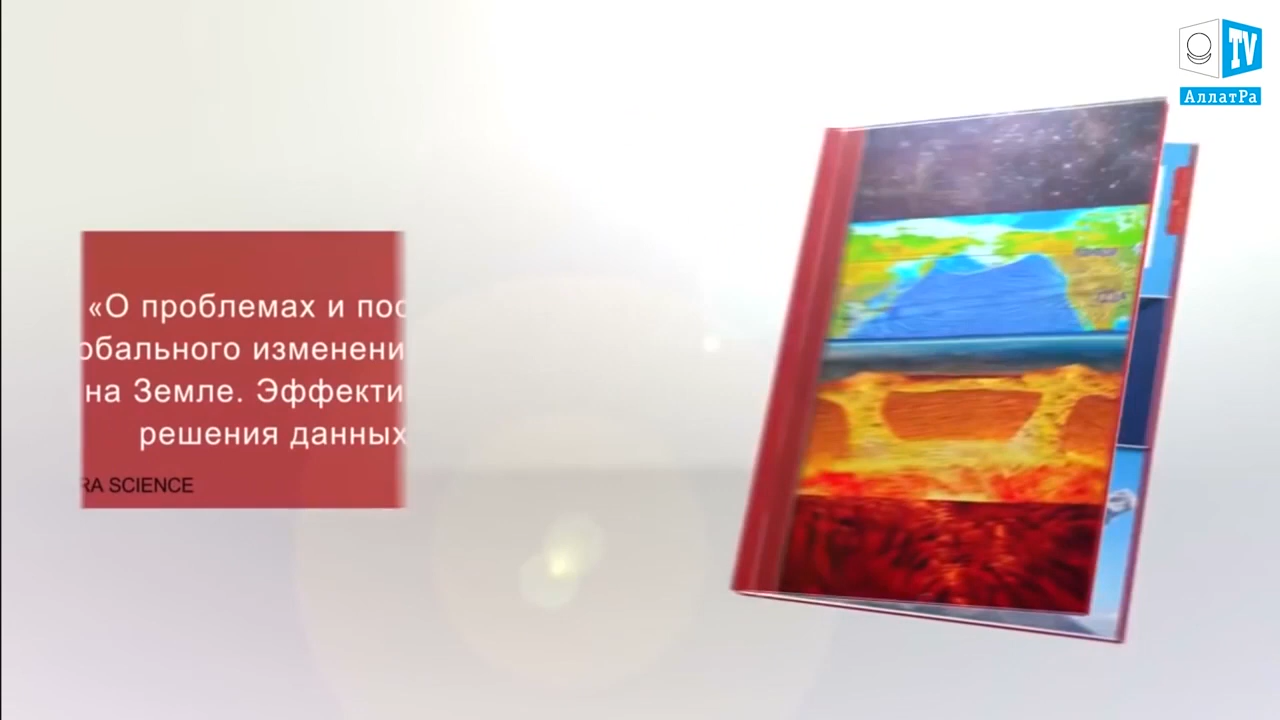 TV
АллатРа
«О проблемах и пос
обального изменени
на Земле. Эффекти
решения данных
RA SCIENCE